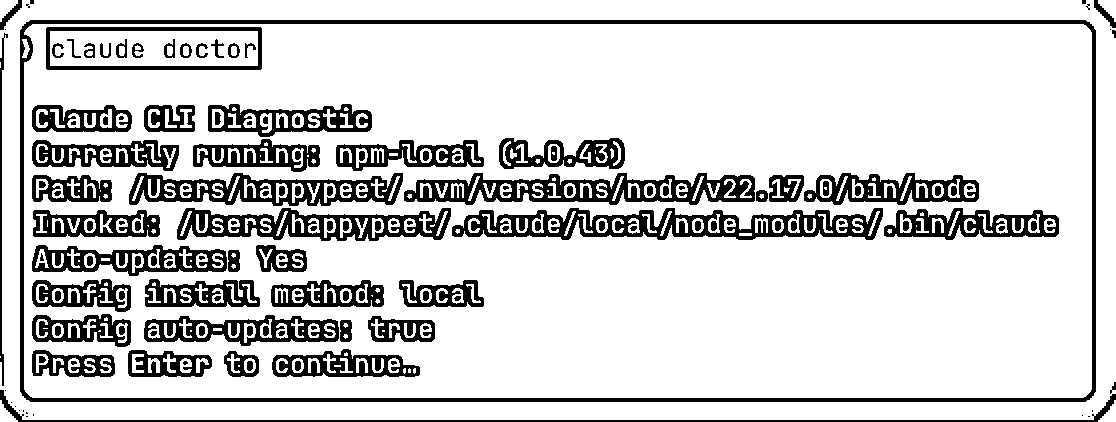 ❯ claude doctor
Claude CLI Diagnostic
Currently running: npm-local (1.0.43)
Path: /Users/happypeet/.nvm/versions/node/v22.17.0/bin/node
Invoked: /Users/happypeet/.claude/local/node_modules/.bin/claude
Auto-updates: Yes
Config install method: local
Config auto-updates: true
Press Enter to continue…